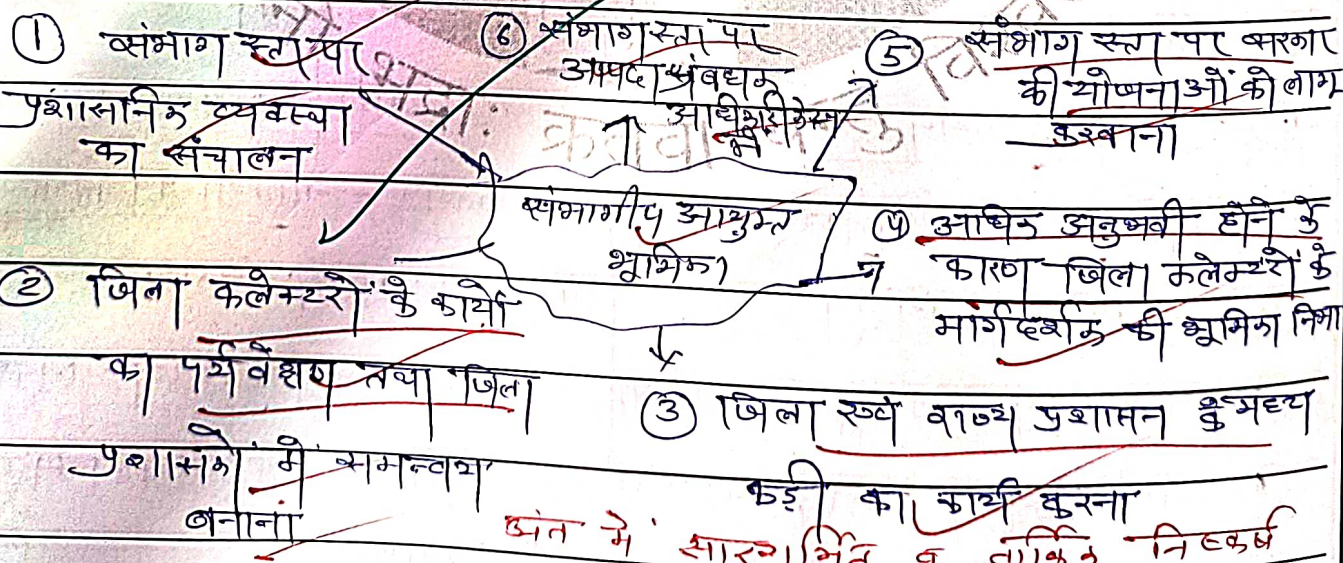 ① संभाग स्तर पर
प्रशासनिक व्यवस्था
का संचालन
⑥ संभाग स्तर पर
आपदा प्रबंधन
में
⑤ संभाग स्तर पर सरकार
की योजनाओं को लाभ
करवाना
संभागीय आयुक्त
भूमिका
④ अधिक अनुभवी होने के
कारण जिला कलेक्टरों के
मार्गदर्शक की भूमिका निभा
② जिला कलेक्टरों के कार्यो
का पर्यवेक्षण तथा जिला
प्रशासको में समन्वय
बनाना
③ जिला एवं राज्य प्रशासन के मध्य
कड़ी का कार्य करना
अंत में सारगर्भित व तार्किक निष्कर्ष